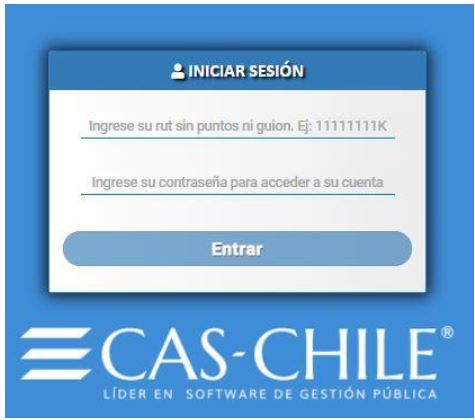 INICIAR SESIÓN
Ingrese su rut sin puntos ni guion. Ej: 11111111K
Ingrese su contraseña para acceder a su cuenta
Entrar
CAS-CHILE®
LÍDER EN SOFTWARE DE GESTIÓN PÚBLICA